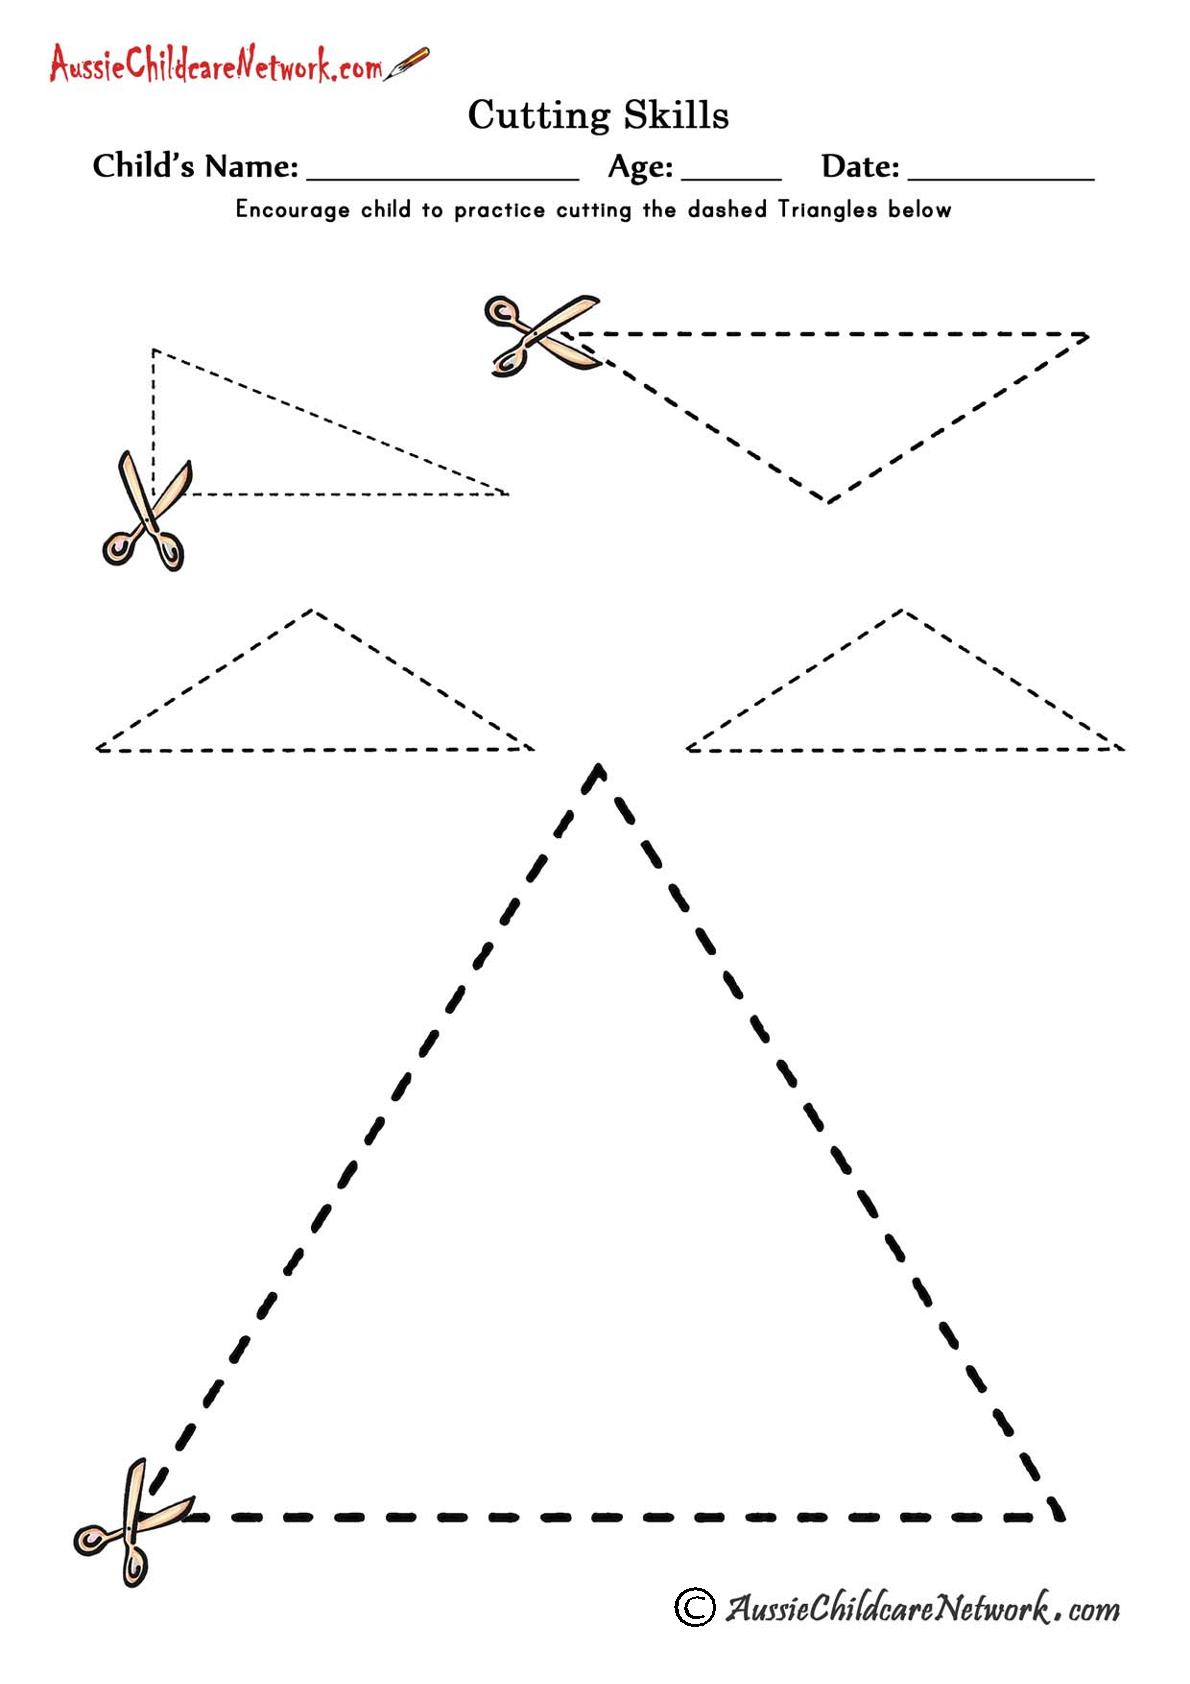 AussieChildcareNetwork.com
Cutting Skills
Child's Name: ________________ Age: ______ Date: ___________
Encourage child to practice cutting the dashed Triangles below
© AussieChildcareNetwork.com